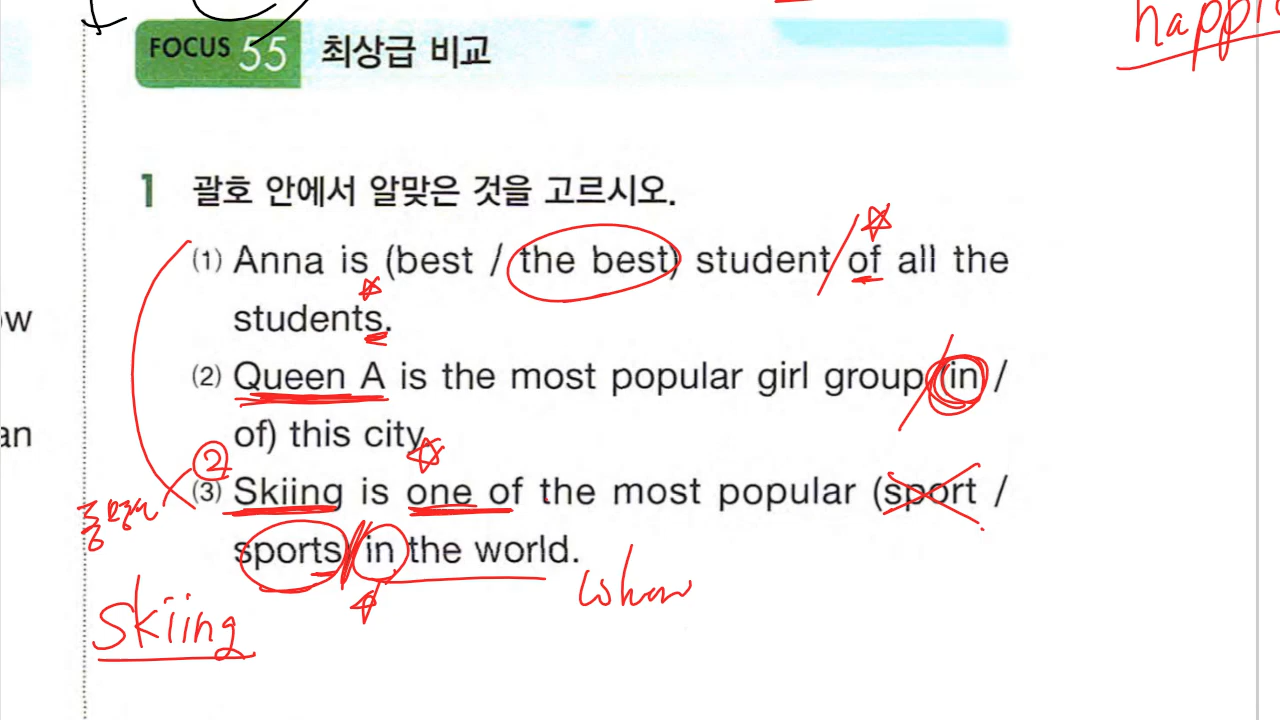 happi
FOCUS 55 최상급 비교
1 괄호 안에서 알맞은 것을 고르시오.
(1) Anna is (best / the best) student of all the
students.
ow
(2) Queen A is the most popular girl group (in /
of) this city.
an
②
(3) Skiing is one of the most popular (sport /
sports) in the world.
Skiing